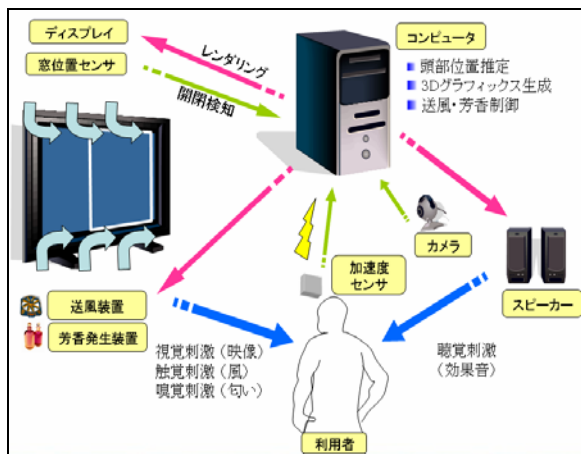 ディスプレイ
窓位置センサ
レンダリング
開閉検知
コンピュータ
頭部位置推定
3Dグラフィックス生成
送風・芳香制御
カメラ
加速度
センサ
スピーカー
送風装置
芳香発生装置
視覚刺激（映像）
触覚刺激（風）
嗅覚刺激（匂い）
聴覚刺激
（効果音）
利用者